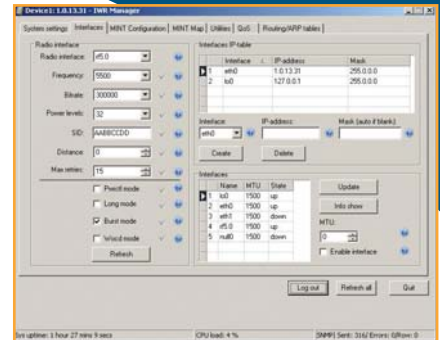 Device1: 1.0.13.31 - IWR Manager
System settings Interfaces MINT Configuration MINT Map Utilities QoS Routing/ARP tables
Radio interface
Radio interface: rf5.0
Frequency: 5500
Bitrate: 300000
Power levels: 32
SID: AABBCCDD
Distance: 0
Max retries: 15
Pwrctl mode
Long mode
Burst mode
Wocd mode
Refresh
Interfaces IP-table
Interface IP-address Mask
1 eth0 1.0.13.31 255.0.0.0
2 lo0 127.0.0.1 255.0.0.0
Interface: IP-address: Mask (auto if blank)
eth0
Create Delete
Interfaces
Name MTU State
1 lo0 1500 up
2 eth0 1500 up
3 eth1 1500 down
4 rf5.0 1500 up
5 null0 1500 down
Update
Info show
MTU:
0
Enable interface
Log out Refresh all Quit
Sys uptime: 1 hour 27 mins 9 secs CPU load: 4 % [SNMP] Sent: 316/ Errors: 0/Row: 0